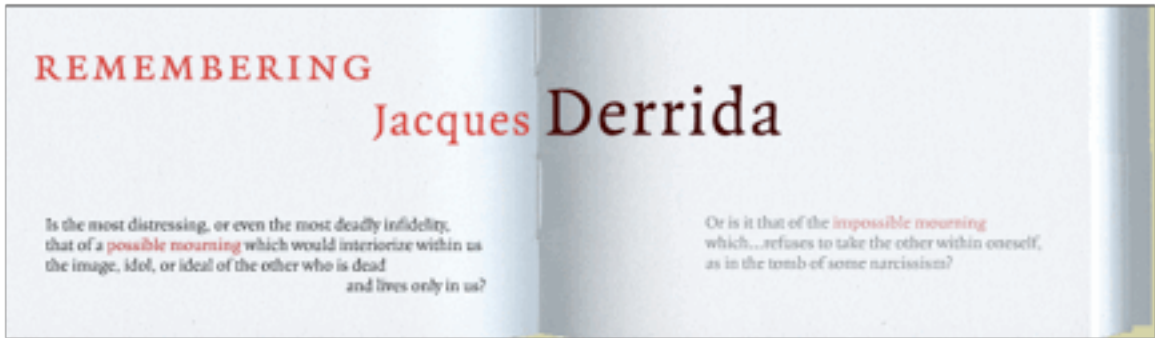 REMEMBERING
Jacques Derrida
Is the most distressing, or even the most deadly infidelity,
that of a possible mourning which would interiorize within us
the image, idol, or ideal of the other who is dead
and lives only in us?
Or is it that of the impossible mourning
which...refuses to take the other within oneself,
as in the tomb of some narcissism?